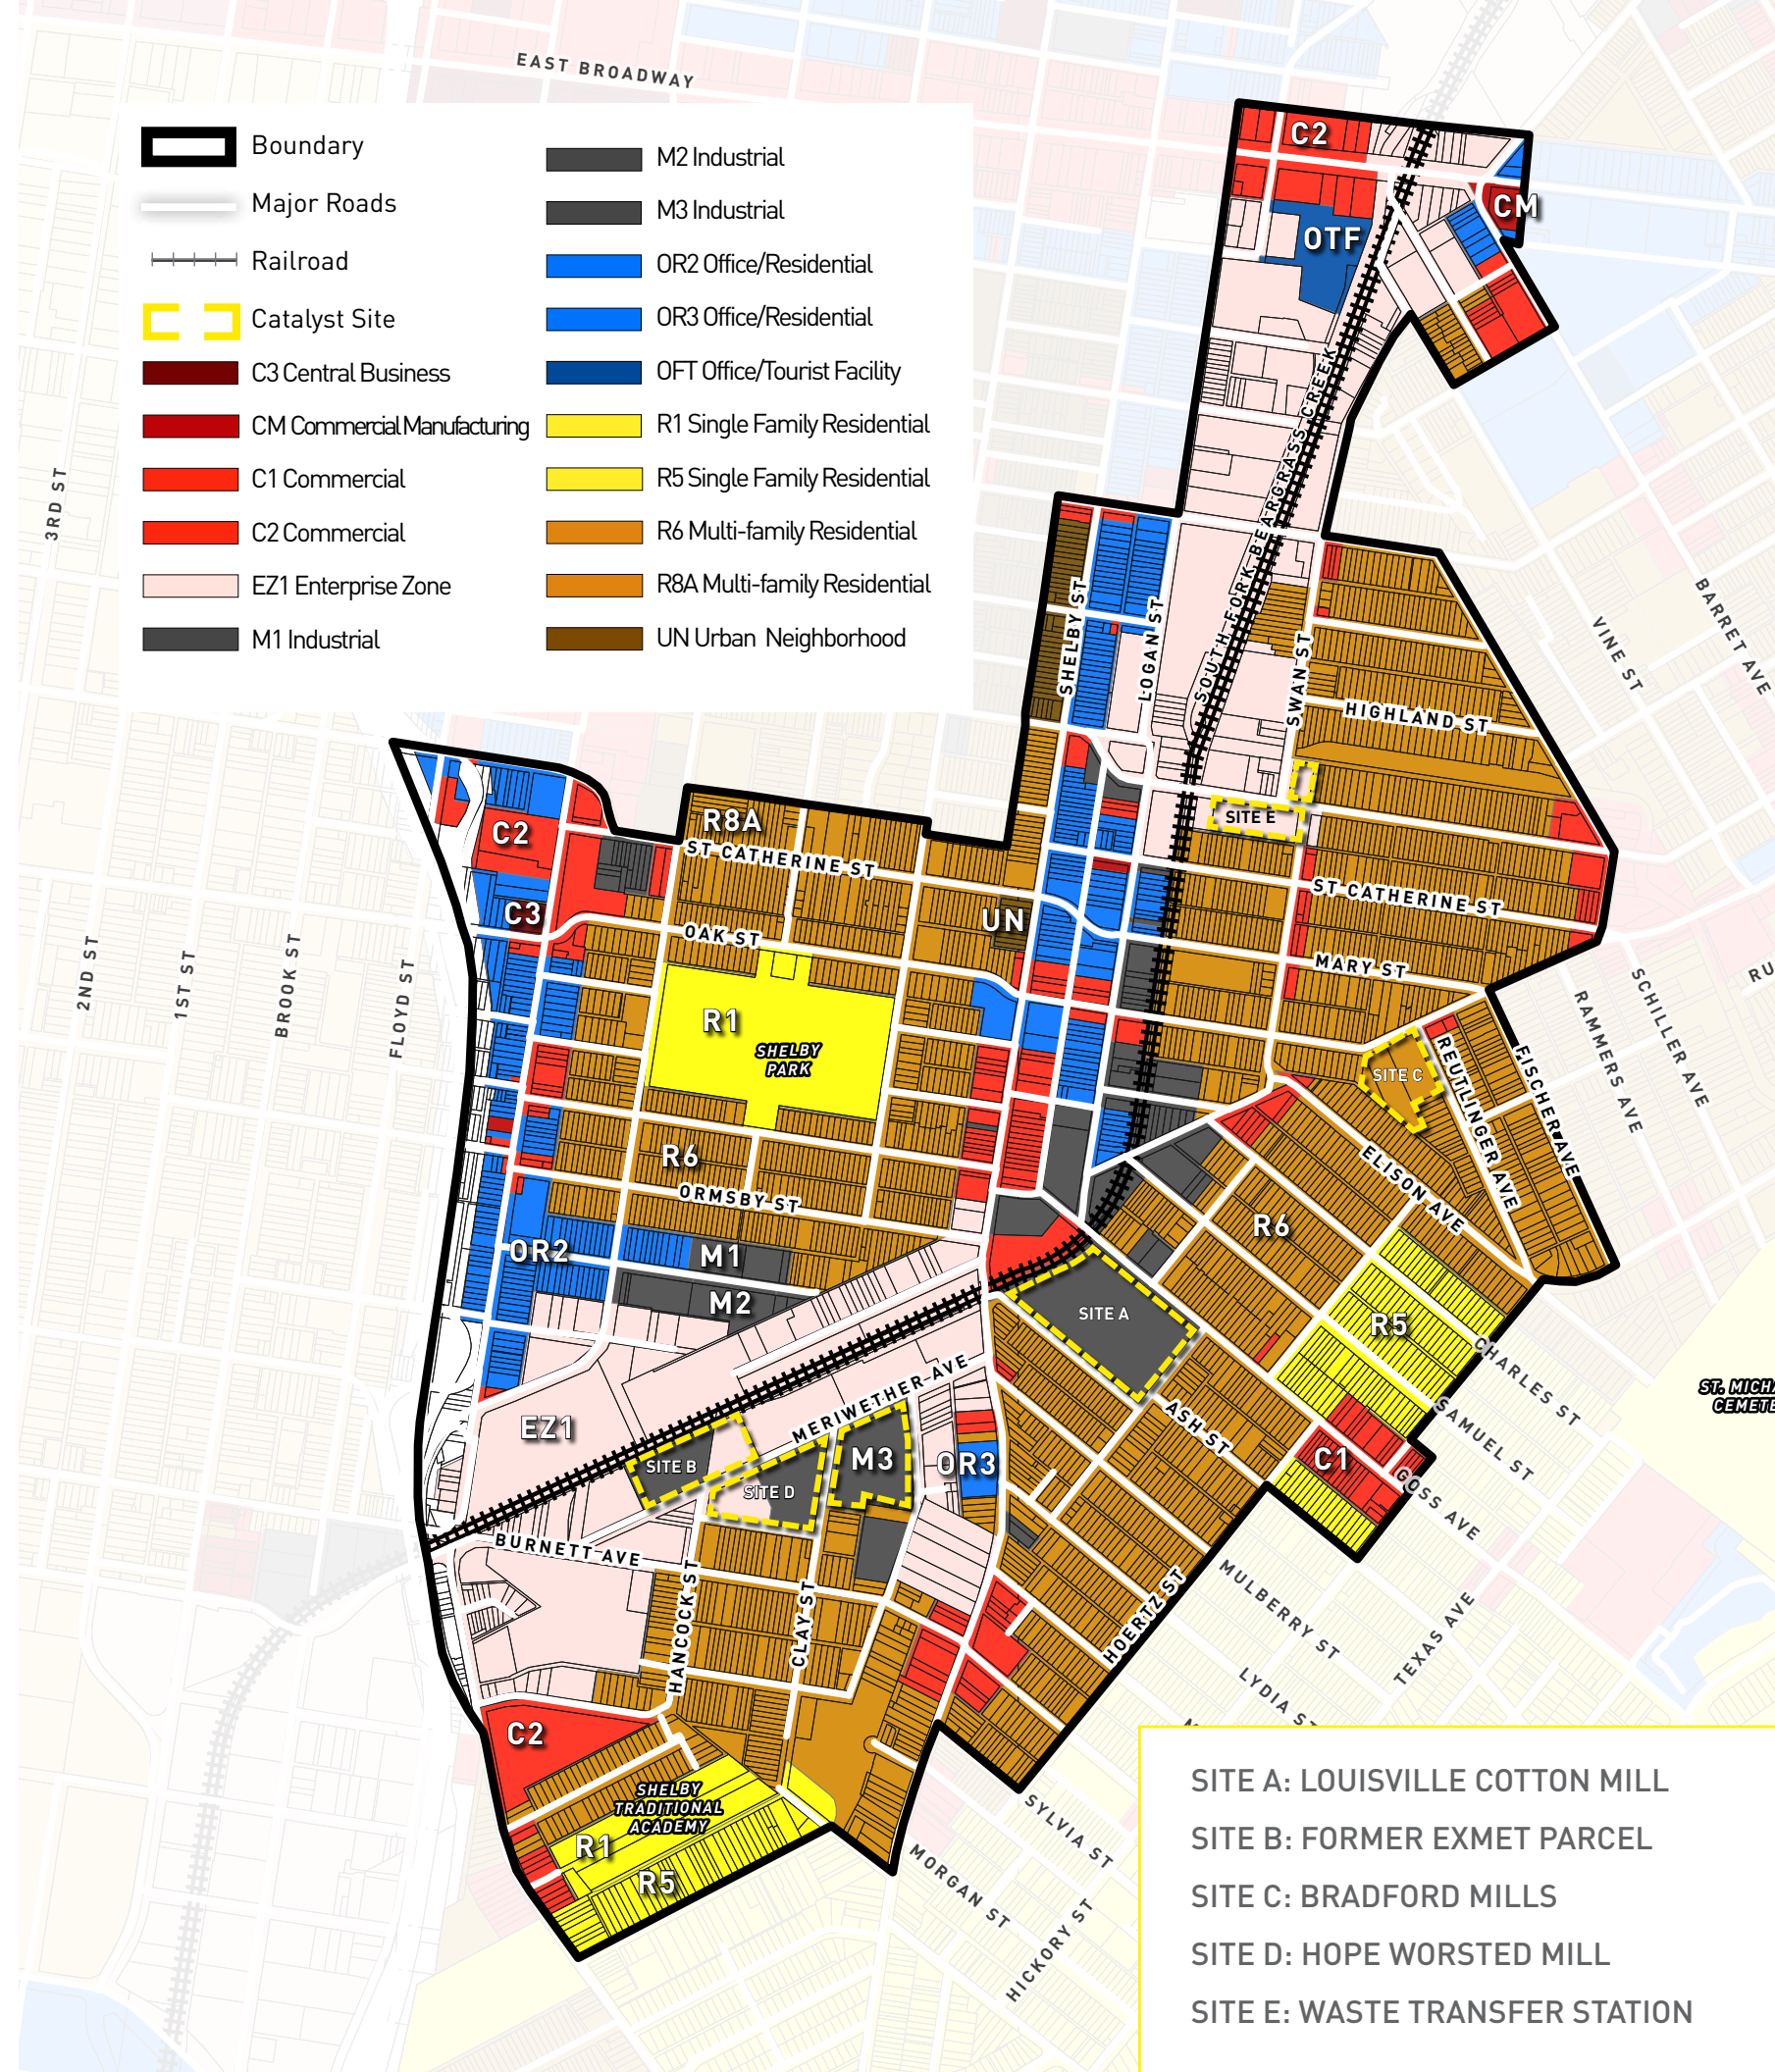 EAST BROADWAY
Boundary
Major Roads
Railroad
Catalyst Site
C3 Central Business
CM Commercial Manufacturing
C1 Commercial
C2 Commercial
EZ1 Enterprise Zone
M1 Industrial
M2 Industrial
M3 Industrial
OR2 Office/Residential
OR3 Office/Residential
OFT Office/Tourist Facility
R1 Single Family Residential
R5 Single Family Residential
R6 Multi-family Residential
R8A Multi-family Residential
UN Urban Neighborhood
C2
CM
OTF
SOUTH FORK BEARGRASS CREEK
3RD ST
2ND ST
1ST ST
BROOK ST
FLOYD ST
SHELBY ST
LOGAN ST
SWAN ST
HIGHLAND ST
VINE ST
BARRET AVE
SITE E
C2
R8A
ST CATHERINE ST
ST CATHERINE ST
C3
UN
OAK ST
MARY ST
R1
SHELBY
PARK
SITE C
REUTLINGER AVE
FISCHER AVE
RAMMERS AVE
SCHILLER AVE
RU
R6
ORMSBY ST
ELISON AVE
R6
OR2
M1
M2
SITE A
R5
CHARLES ST
ST. MICHA
CEMETE
MERIWETHER AVE
EZ1
SITE B
SITE D
M3
OR3
ASH ST
C1
SAMUEL ST
GOSS AVE
BURNETT AVE
HANCOCK ST
CLAY ST
HOERTZ ST
MULBERRY ST
TEXAS AVE
LYDIA ST
C2
SHELBY
TRADITIONAL
ACADEMY
R1
R5
SYLVIA ST
MORGAN ST
HICKORY ST
SITE A: LOUISVILLE COTTON MILL
SITE B: FORMER EXMET PARCEL
SITE C: BRADFORD MILLS
SITE D: HOPE WORSTED MILL
SITE E: WASTE TRANSFER STATION